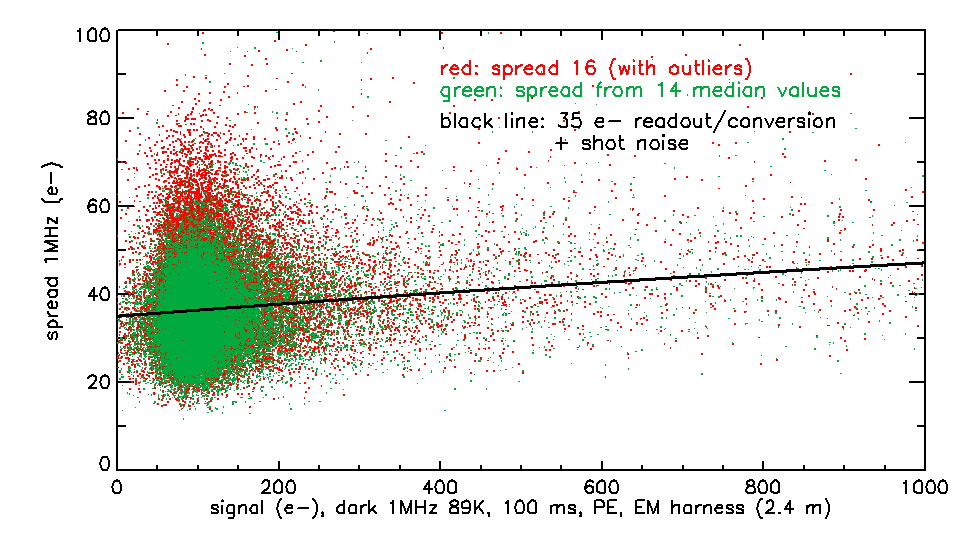 red: spread 16 (with outliers)
green: spread from 14 median values
black line: 35 e- readout/conversion
+ shot noise
100
80
60
40
20
0
spread 1MHz (e-)
0 200 400 600 800 1000
signal (e-), dark 1MHz 89K, 100 ms, PE, EM harness (2.4 m)